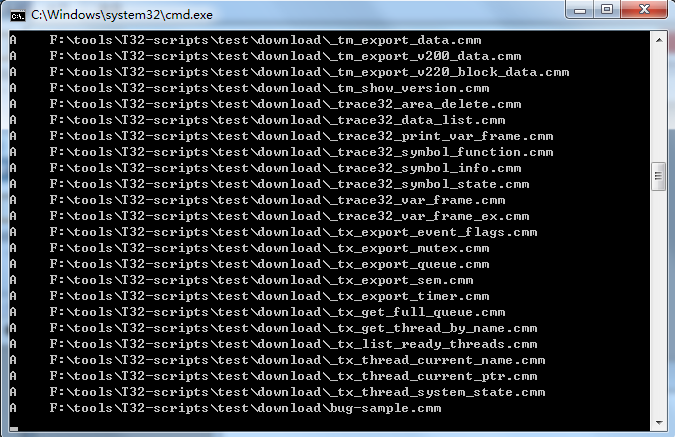 C:\Windows\system32\cmd.exe
A    F:\tools\T32-scripts\test\download\_tm_export_data.cmm
A    F:\tools\T32-scripts\test\download\_tm_export_v200_data.cmm
A    F:\tools\T32-scripts\test\download\_tm_export_v220_block_data.cmm
A    F:\tools\T32-scripts\test\download\_tm_show_version.cmm
A    F:\tools\T32-scripts\test\download\_trace32_area_delete.cmm
A    F:\tools\T32-scripts\test\download\_trace32_data_list.cmm
A    F:\tools\T32-scripts\test\download\_trace32_print_var_frame.cmm
A    F:\tools\T32-scripts\test\download\_trace32_symbol_function.cmm
A    F:\tools\T32-scripts\test\download\_trace32_symbol_info.cmm
A    F:\tools\T32-scripts\test\download\_trace32_symbol_state.cmm
A    F:\tools\T32-scripts\test\download\_trace32_var_frame.cmm
A    F:\tools\T32-scripts\test\download\_trace32_var_frame_ex.cmm
A    F:\tools\T32-scripts\test\download\_tx_export_event_flags.cmm
A    F:\tools\T32-scripts\test\download\_tx_export_mutex.cmm
A    F:\tools\T32-scripts\test\download\_tx_export_queue.cmm
A    F:\tools\T32-scripts\test\download\_tx_export_sem.cmm
A    F:\tools\T32-scripts\test\download\_tx_export_timer.cmm
A    F:\tools\T32-scripts\test\download\_tx_get_full_queue.cmm
A    F:\tools\T32-scripts\test\download\_tx_get_thread_by_name.cmm
A    F:\tools\T32-scripts\test\download\_tx_list_ready_threads.cmm
A    F:\tools\T32-scripts\test\download\_tx_thread_current_name.cmm
A    F:\tools\T32-scripts\test\download\_tx_thread_current_ptr.cmm
A    F:\tools\T32-scripts\test\download\_tx_thread_system_state.cmm
A    F:\tools\T32-scripts\test\download\bug-sample.cmm